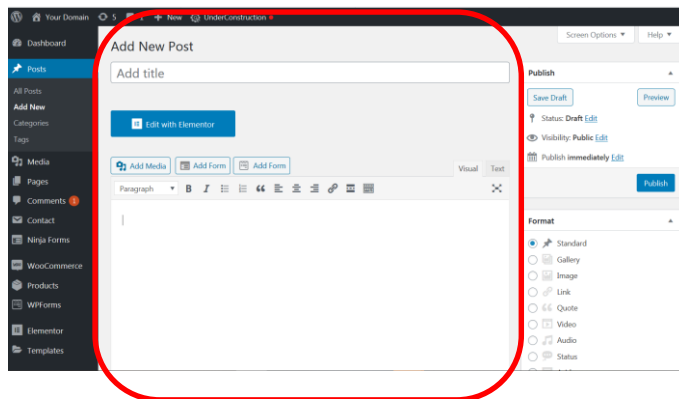 Your Domain 5 + New UnderConstruction
Screen Options ▼ Help ▼
Dashboard
Posts
All Posts
Add New
Categories
Tags
Media
Pages
Comments 1
Contact
Ninja Forms
WooCommerce
Products
WPForms
Elementor
Templates
Add New Post
Add title
Edit with Elementor
Add Media Add Form Add Form
Visual Text
Paragraph ▼ B I
Publish
Save Draft Preview
Status: Draft Edit
Visibility: Public Edit
Publish immediately Edit
Publish
Format
Standard
Gallery
Image
Link
Quote
Video
Audio
Status